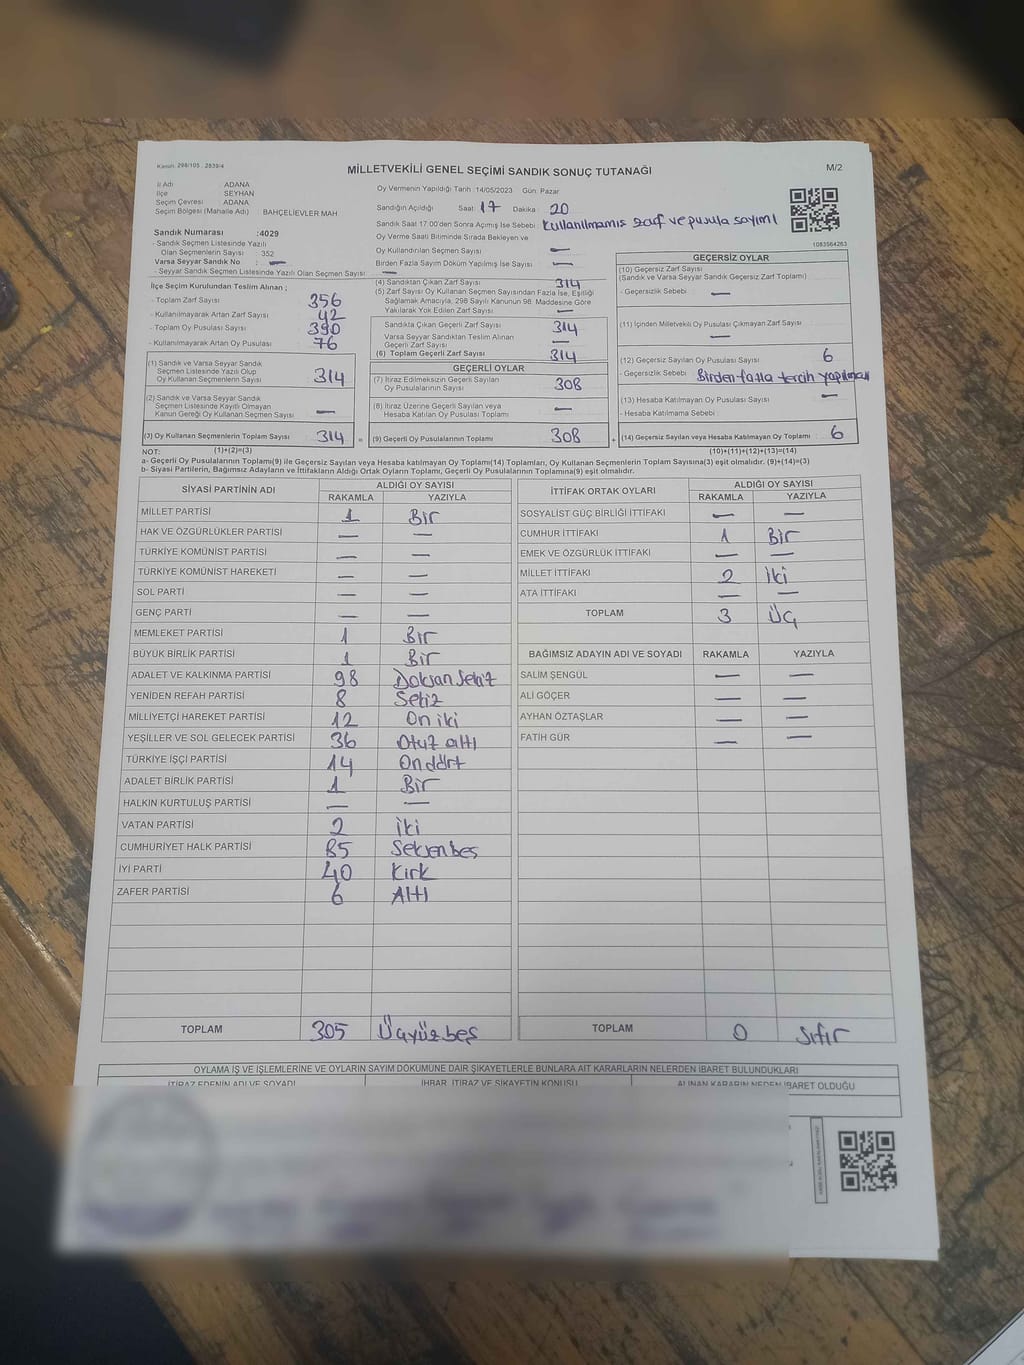 Kanun: 298/105 2839/4
MİLLETVEKİLİ GENEL SEÇİMİ SANDIK SONUÇ TUTANAĞI
M/2
İl Adı ADANA
İlçe SEYHAN
Seçim Çevresi ADANA
Seçim Bölgesi (Mahalle Adı) BAHÇELİEVLER MAH
Sandık Numarası :4029
- Sandık Seçmen Listesinde Yazılı
Olan Seçmenlerin Sayısı : 352
Varsa Seyyar Sandık No : —
- Seyyar Sandık Seçmen Listesinde Yazılı Olan Seçmen Sayısı : —
Oy Vermenin Yapıldığı Tarih :14/05/2023 Gün: Pazar
Sandığın Açıldığı Saat: 17 Dakika : 20
Sandık Saat 17:00'den Sonra Açımış İse Sebebi Kullanılmamış zarf ve pusula sayımı
Oy Verme Saati Bitiminde Sırada Bekleyen ve
Oy Kullandırılan Seçmen Sayısı —
Birden Fazla Sayım Döküm Yapılmış İse Sayısı —
1083564263
İlçe Seçim Kurulundan Teslim Alınan ;
- Toplam Zarf Sayısı 356
- Kullanılmayarak Artan Zarf Sayısı 42
- Toplam Oy Pusulası Sayısı 390
- Kullanılmayarak Artan Oy Pusulası 76
(1) Sandık ve Varsa Seyyar Sandık
Seçmen Listesinde Yazılı Olup
Oy Kullanan Seçmenlerin Sayısı 314
(2) Sandık ve Varsa Seyyar Sandık
Seçmen Listesinde Kayıtlı Olmayan
Kanun Gereği Oy Kullanan Seçmen Sayısı —
(3) Oy Kullanan Seçmenlerin Toplam Sayısı 314 =
(1)+(2)=(3)
(4) Sandıktan Çıkan Zarf Sayısı 314
(5) Zarf Sayısı Oy Kullanan Seçmen Sayısından Fazla İse, Eşitliği
Sağlamak Amacıyla, 298 Sayılı Kanunun 98. Maddesine Göre
Yakılarak Yok Edilen Zarf Sayısı —
Sandıkta Çıkan Geçerli Zarf Sayısı 314
Varsa Seyyar Sandıktan Teslim Alınan
Geçerli Zarf Sayısı —
(6) Toplam Geçerli Zarf Sayısı 314
GEÇERLİ OYLAR
(7) İtiraz Edilmeksizin Geçerli Sayılan
Oy Pusulalarının Sayısı 308
(8) İtiraz Üzerine Geçerli Sayılan veya
Hesaba Katılan Oy Pusulası Toplamı —
(9) Geçerli Oy Pusulalarının Toplamı 308 +
GEÇERSİZ OYLAR
(10) Geçersiz Zarf Sayısı
(Sandık ve Varsa Seyyar Sandık Geçersiz Zarf Toplamı)
- Geçersizlik Sebebi : —
(11) İçinden Milletvekili Oy Pusulası Çıkmayan Zarf Sayısı
—
(12) Geçersiz Sayılan Oy Pusulası Sayısı 6
- Geçersizlik Sebebi : Birden fazla tercih yapılması
(13) Hesaba Katılmayan Oy Pusulası Sayısı —
- Hesaba Katılmama Sebebi :
(14) Geçersiz Sayılan veya Hesaba Katılmayan Oy Toplamı 6
(10)+(11)+(12)+(13)=(14)
NOT:
a- Geçerli Oy Pusulalarının Toplamı(9) ile Geçersiz Sayılan veya Hesaba katılmayan Oy Toplamı(14) Toplamları, Oy Kullanan Seçmenlerin Toplam Sayısına(3) eşit olmalıdır. (9)+(14)=(3)
b- Siyasi Partilerin, Bağımsız Adayların ve İttifakların Aldığı Ortak Oyların Toplamı, Geçerli Oy Pusulalarının Toplamına(9) eşit olmalıdır.
SİYASİ PARTİNİN ADI ALDIĞI OY SAYISI
RAKAMLA YAZIYLA
MİLLET PARTİSİ 1 Bir
HAK VE ÖZGÜRLÜKLER PARTİSİ — —
TÜRKİYE KOMÜNİST PARTİSİ — —
TÜRKİYE KOMÜNİST HAREKETİ — —
SOL PARTİ — —
GENÇ PARTİ — —
MEMLEKET PARTİSİ 1 Bir
BÜYÜK BİRLİK PARTİSİ 1 Bir
ADALET VE KALKINMA PARTİSİ 98 Doksan Sekiz
YENİDEN REFAH PARTİSİ 8 Sekiz
MİLLİYETÇİ HAREKET PARTİSİ 12 On iki
YEŞİLLER VE SOL GELECEK PARTİSİ 36 Otuz altı
TÜRKİYE İŞÇİ PARTİSİ 14 On dört
ADALET BİRLİK PARTİSİ 1 Bir
HALKIN KURTULUŞ PARTİSİ — —
VATAN PARTİSİ 2 İki
CUMHURİYET HALK PARTİSİ 85 Seksen beş
İYİ PARTİ 40 Kırk
ZAFER PARTİSİ 6 Altı
TOPLAM 305 Üçyüz beş
İTTİFAK ORTAK OYLARI ALDIĞI OY SAYISI
RAKAMLA YAZIYLA
SOSYALİST GÜÇ BİRLİĞİ İTTİFAKI — —
CUMHUR İTTİFAKI 1 Bir
EMEK VE ÖZGÜRLÜK İTTİFAKI — —
MİLLET İTTİFAKI 2 İki
ATA İTTİFAKI — —
TOPLAM 3 Üç
BAĞIMSIZ ADAYIN ADI VE SOYADI RAKAMLA YAZIYLA
SALİM ŞENGÜL — —
ALİ GÖÇER — —
AYHAN ÖZTAŞLAR — —
FATİH GÜR — —
TOPLAM 0 Sıfır
OYLAMA İŞ VE İŞLEMLERİNE VE OYLARIN SAYIM DÖKÜMÜNE DAİR ŞİKAYETLERLE BUNLARA AİT KARARLARIN NELERDEN İBARET BULUNDUKLARI
İTİRAZ EDENİN ADI VE SOYADI İHBAR, İTİRAZ VE ŞİKAYETİN KONUSU ALINAN KARARIN NEDEN İBARET OLDUĞU